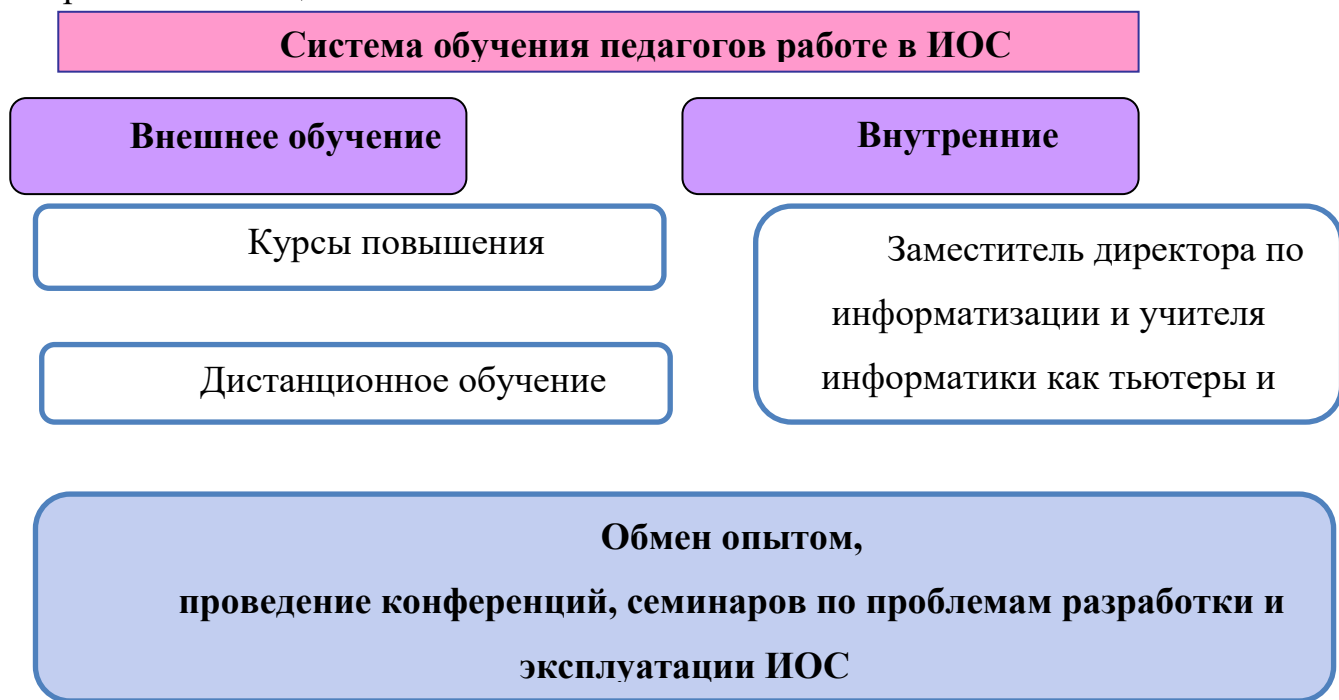 Система обучения педагогов работе в ИОС
Внешнее обучение
Внутренние
Курсы повышения
Дистанционное обучение
Заместитель директора по
информатизации и учителя
информатики как тьютеры и
Обмен опытом,
проведение конференций, семинаров по проблемам разработки и
эксплуатации ИОС